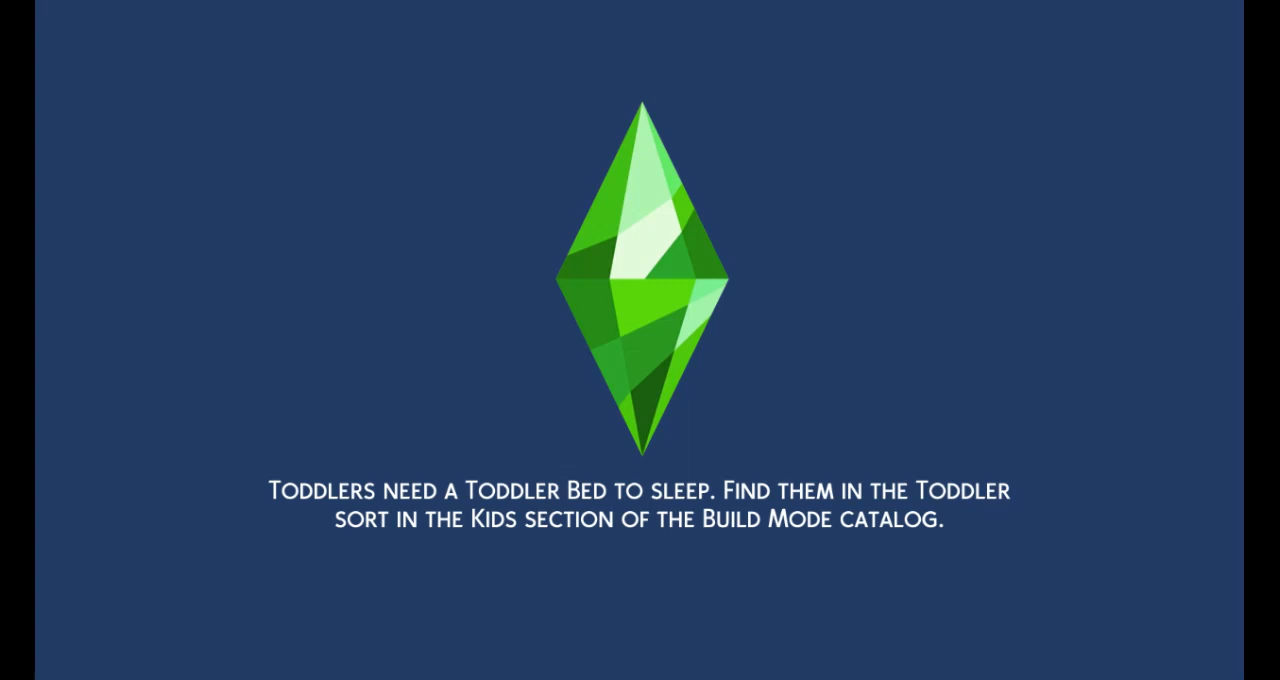 Toddlers need a Toddler Bed to sleep. Find them in the Toddler
sort in the Kids section of the Build Mode catalog.